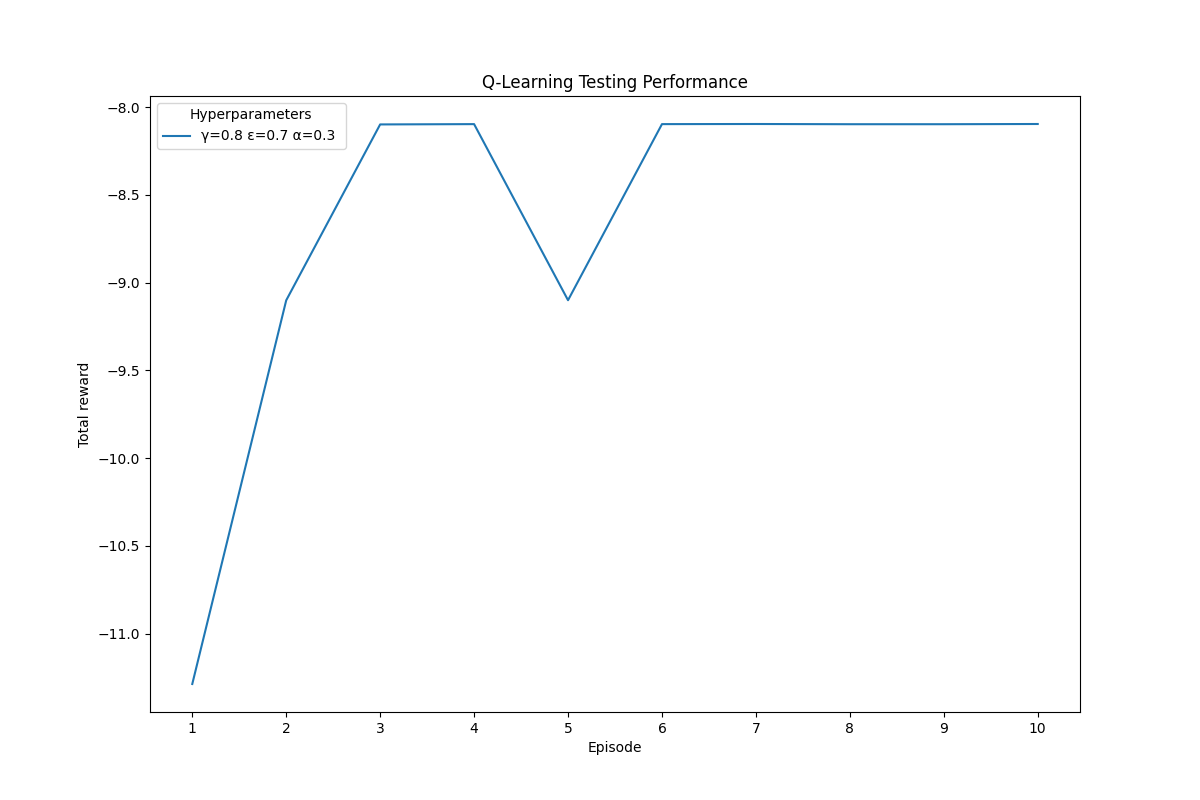 Q-Learning Testing Performance
Hyperparameters
γ=0.8 ε=0.7 α=0.3
−8.0
−8.5
−9.0
−9.5
−10.0
−10.5
−11.0
Total reward
1 2 3 4 5 6 7 8 9 10
Episode